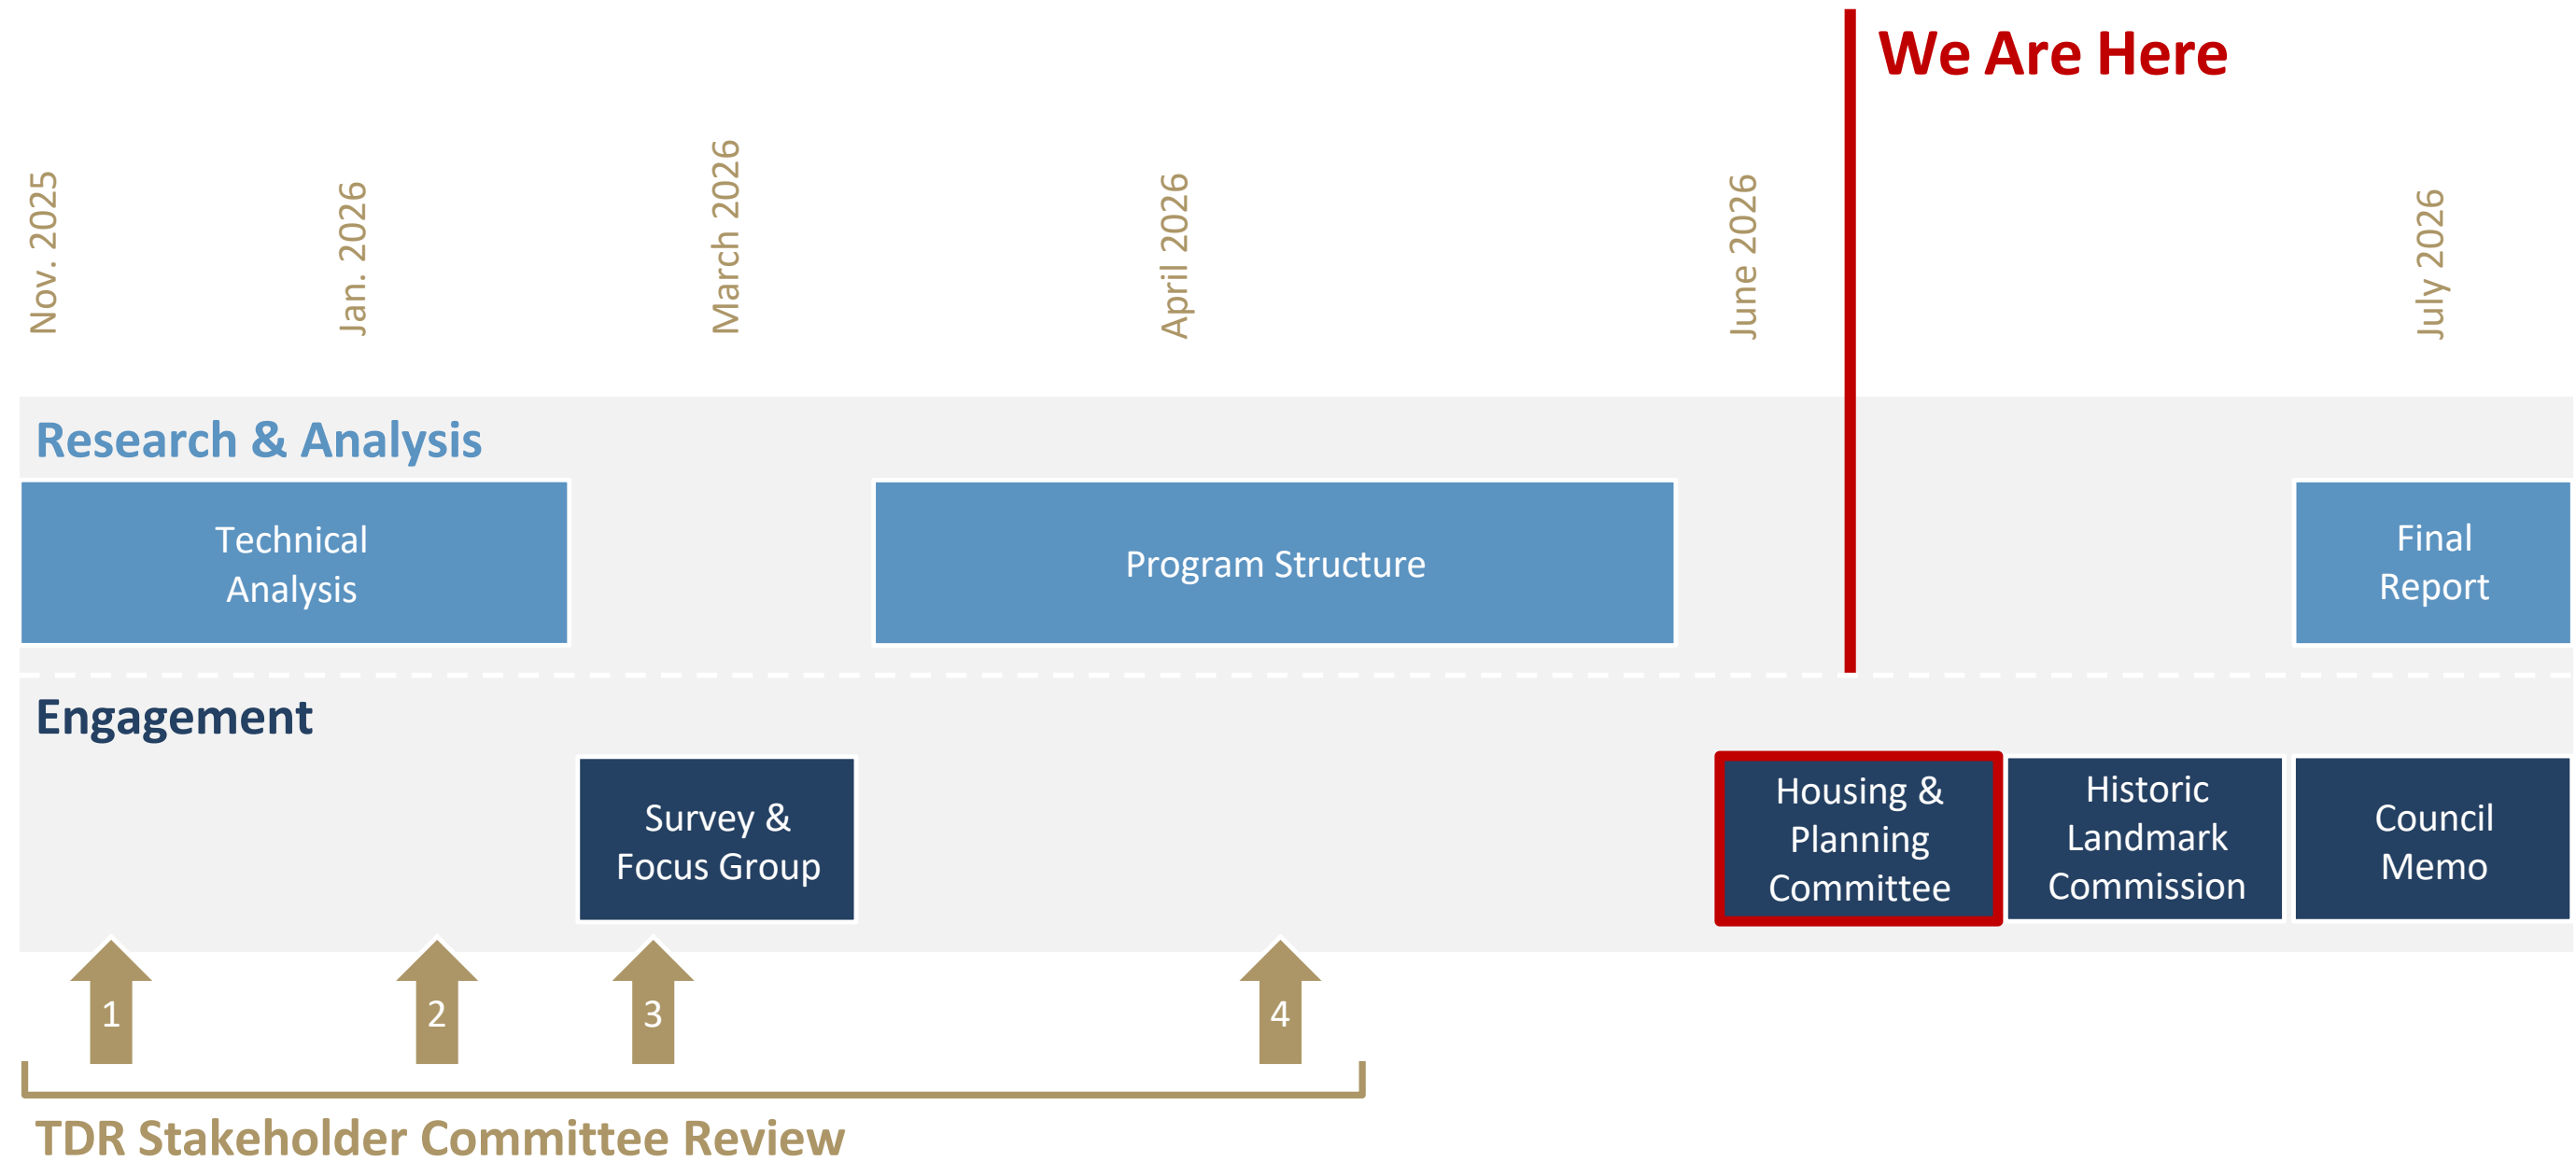 We Are Here
Nov. 2025
Jan. 2026
March 2026
April 2026
June 2026
July 2026
Research & Analysis
Technical
Analysis
Program Structure
Final
Report
Engagement
Survey &
Focus Group
Housing &
Planning
Committee
Historic
Landmark
Commission
Council
Memo
1
2
3
4
TDR Stakeholder Committee Review